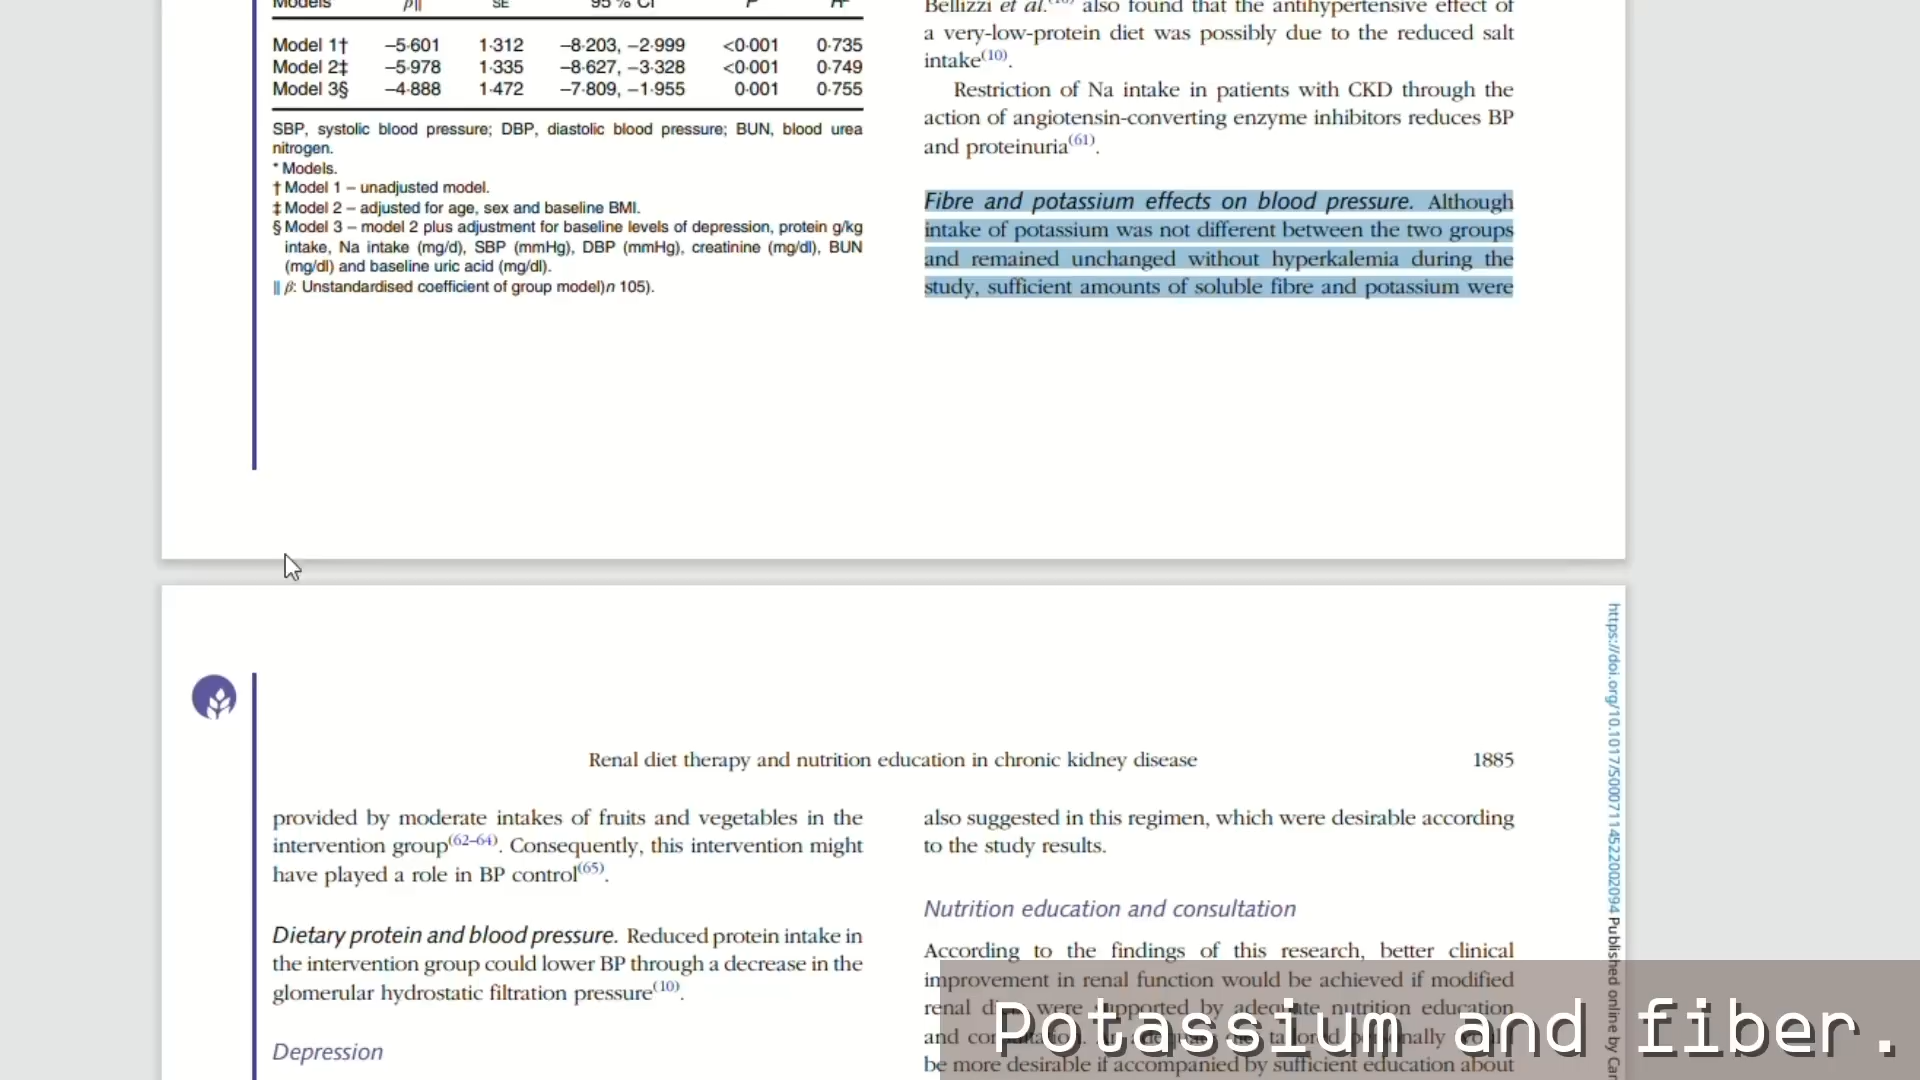 Models β|| SE 95 % CI P R²
Model 1† −5·601 1·312 −8·203, −2·999 <0·001 0·735
Model 2‡ −5·978 1·335 −8·627, −3·328 <0·001 0·749
Model 3§ −4·888 1·472 −7·809, −1·955 0·001 0·755
SBP, systolic blood pressure; DBP, diastolic blood pressure; BUN, blood urea
nitrogen.
* Models.
† Model 1 – unadjusted model.
‡ Model 2 – adjusted for age, sex and baseline BMI.
§ Model 3 – model 2 plus adjustment for baseline levels of depression, protein g/kg
intake, Na intake (mg/d), SBP (mmHg), DBP (mmHg), creatinine (mg/dl), BUN
(mg/dl) and baseline uric acid (mg/dl).
|| β: Unstandardised coefficient of group model)n 105).
Bellizzi et al.(10) also found that the antihypertensive effect of
a very-low-protein diet was possibly due to the reduced salt
intake(10).
Restriction of Na intake in patients with CKD through the
action of angiotensin-converting enzyme inhibitors reduces BP
and proteinuria(61).
Fibre and potassium effects on blood pressure. Although
intake of potassium was not different between the two groups
and remained unchanged without hyperkalemia during the
study, sufficient amounts of soluble fibre and potassium were
Renal diet therapy and nutrition education in chronic kidney disease 1885
provided by moderate intakes of fruits and vegetables in the
intervention group(62–64). Consequently, this intervention might
have played a role in BP control(65).
Dietary protein and blood pressure. Reduced protein intake in
the intervention group could lower BP through a decrease in the
glomerular hydrostatic filtration pressure(10).
Depression
also suggested in this regimen, which were desirable according
to the study results.
Nutrition education and consultation
According to the findings of this research, better clinical
improvement in renal function would be achieved if modified
renal were supported by adequate nutrition education
and tailored personally would
be more desirable if accompanied by sufficient education about
https://doi.org/10.1017/S0007114522002094 Published online by
Potassium and fiber.